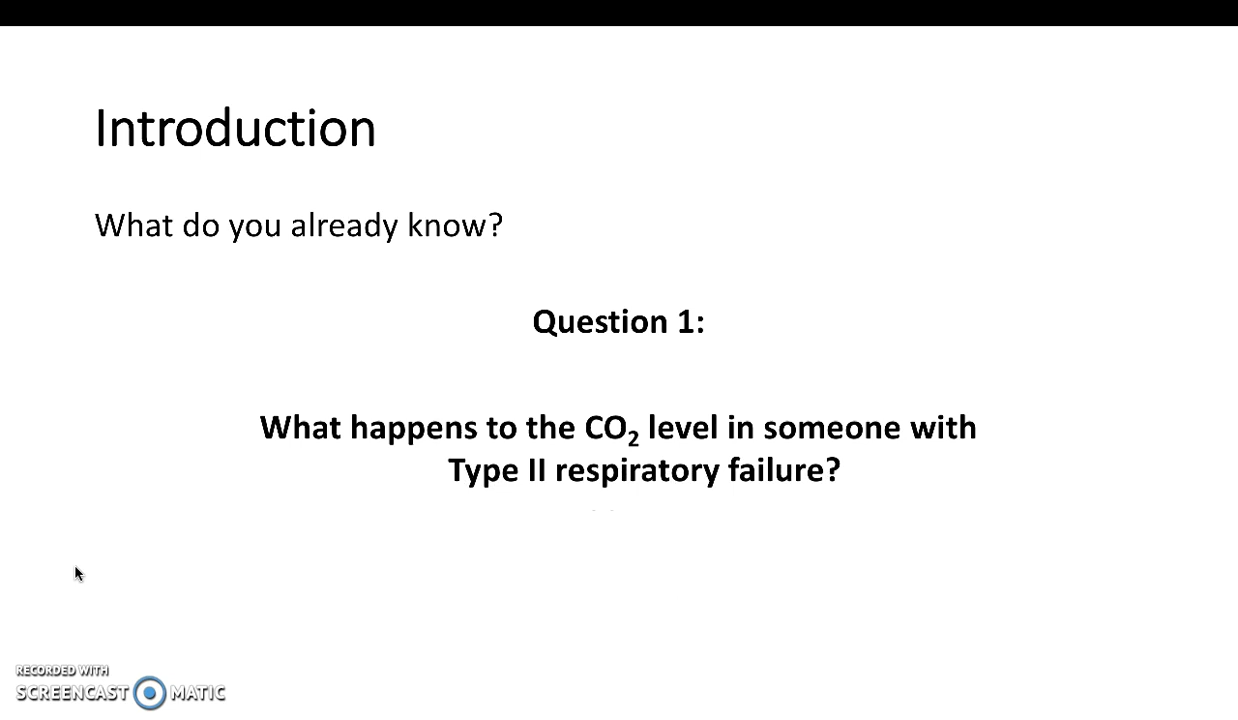 Introduction
What do you already know?
Question 1:
What happens to the CO₂ level in someone with
Type II respiratory failure?
RECORDED WITH
SCREENCAST MATIC